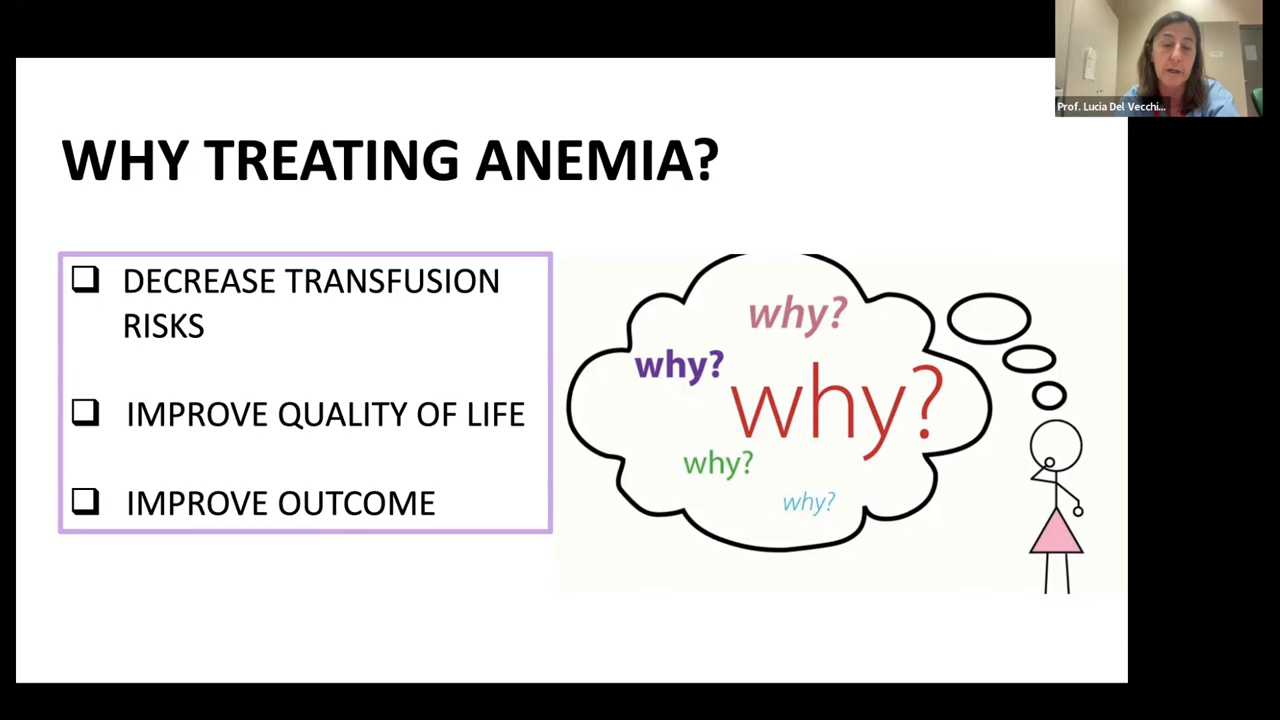 Prof. Lucia Del Vecchi...
WHY TREATING ANEMIA?
DECREASE TRANSFUSION
RISKS
IMPROVE QUALITY OF LIFE
IMPROVE OUTCOME
why?
why?
why?
why?
why?